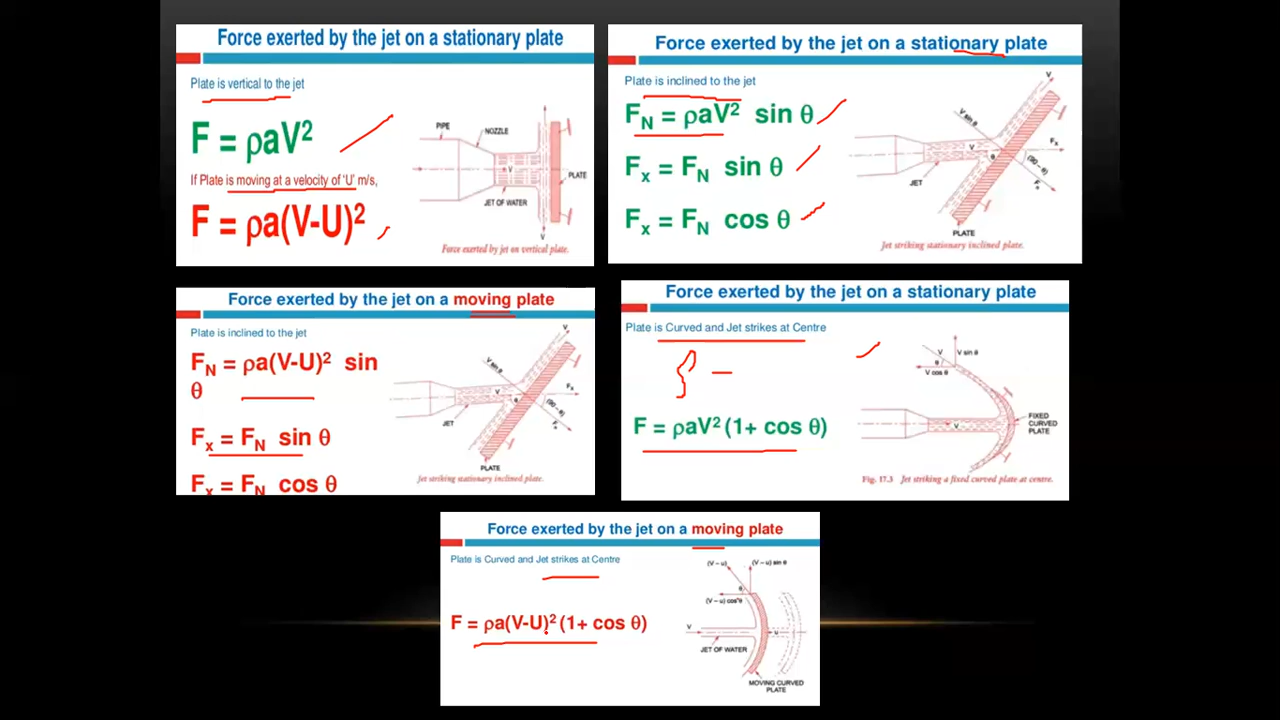 Force exerted by the jet on a stationary plate
Plate is vertical to the jet
F = ρaV²
If Plate is moving at a velocity of 'U' m/s,
F = ρa(V-U)²
PIPE
NOZZLE
V
PLATE
JET OF WATER
V
Force exerted by jet on vertical plate.
Force exerted by the jet on a stationary plate
Plate is inclined to the jet
F_N = ρaV² sin θ
F_x = F_N sin θ
F_x = F_N cos θ
V
V sin θ
V
θ
F_x
(90 – θ)
JET
PLATE
Jet striking stationary inclined plate.
Force exerted by the jet on a moving plate
Plate is inclined to the jet
F_N = ρa(V-U)² sin
θ
F_x = F_N sin θ
F_x = F_N cos θ
V
V sin θ
V
θ
F_x
(90 – θ)
JET
PLATE
Jet striking stationary inclined plate.
Force exerted by the jet on a stationary plate
Plate is Curved and Jet strikes at Centre
F = ρaV² (1+ cos θ)
V
V sin θ
θ
V cos θ
V
FIXED
CURVED
PLATE
Fig. 17.3 Jet striking a fixed curved plate at centre.
Force exerted by the jet on a moving plate
Plate is Curved and Jet strikes at Centre
F = ρa(V-U)² (1+ cos θ)
(V – u)
(V – u) sin θ
θ
(V – u) cos θ
V
u
JET OF WATER
MOVING CURVED
PLATE